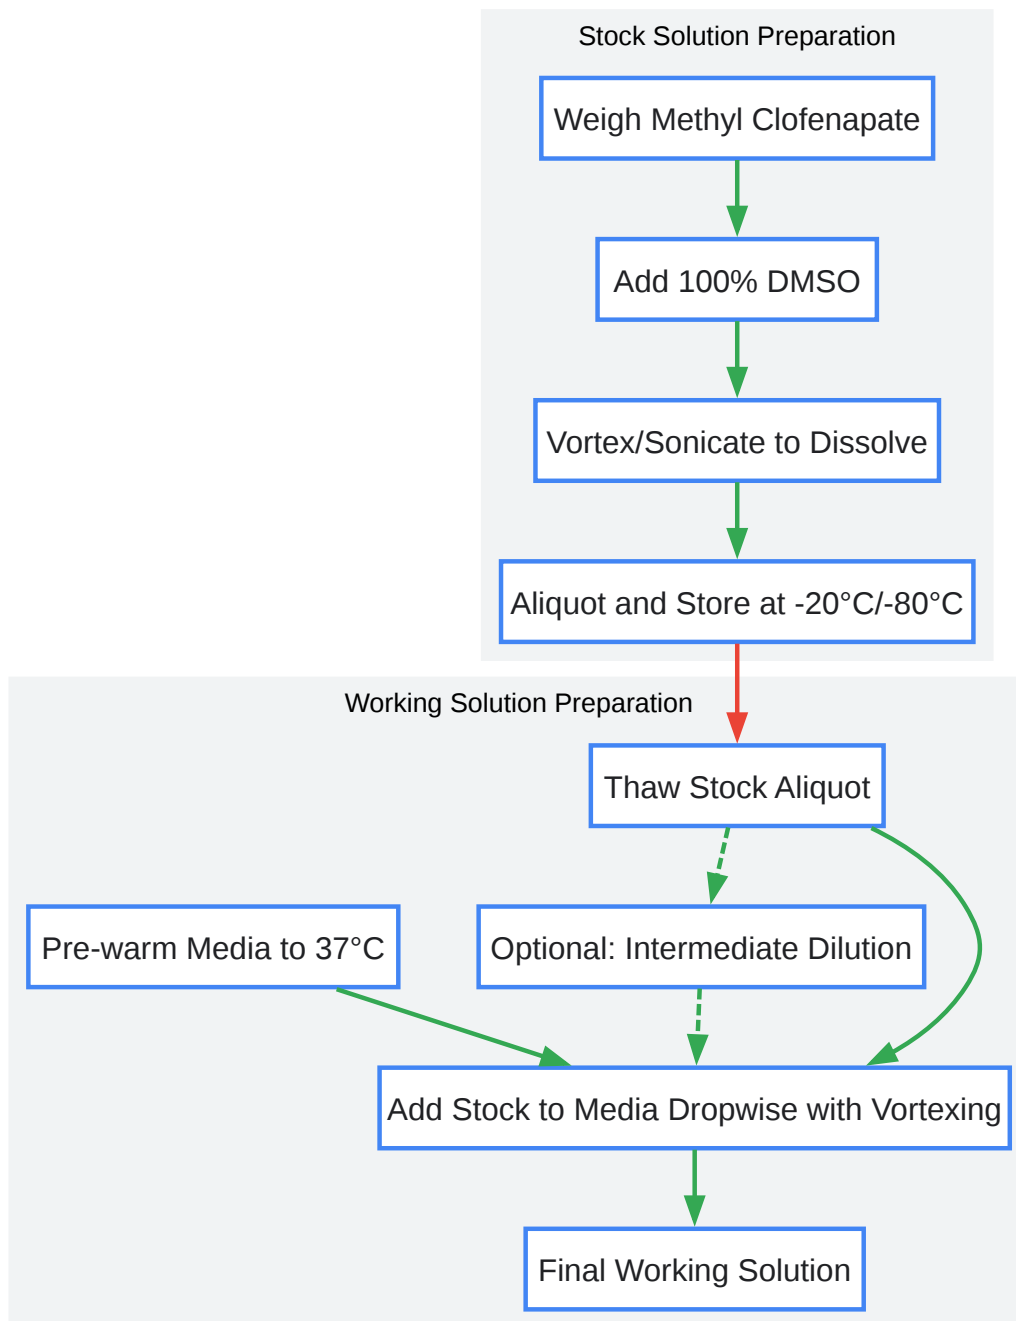 Stock Solution Preparation
Weigh Methyl Clofenapate
Add 100% DMSO
Vortex/Sonicate to Dissolve
Aliquot and Store at -20°C/-80°C
Working Solution Preparation
Thaw Stock Aliquot
Pre-warm Media to 37°C
Optional: Intermediate Dilution
Add Stock to Media Dropwise with Vortexing
Final Working Solution